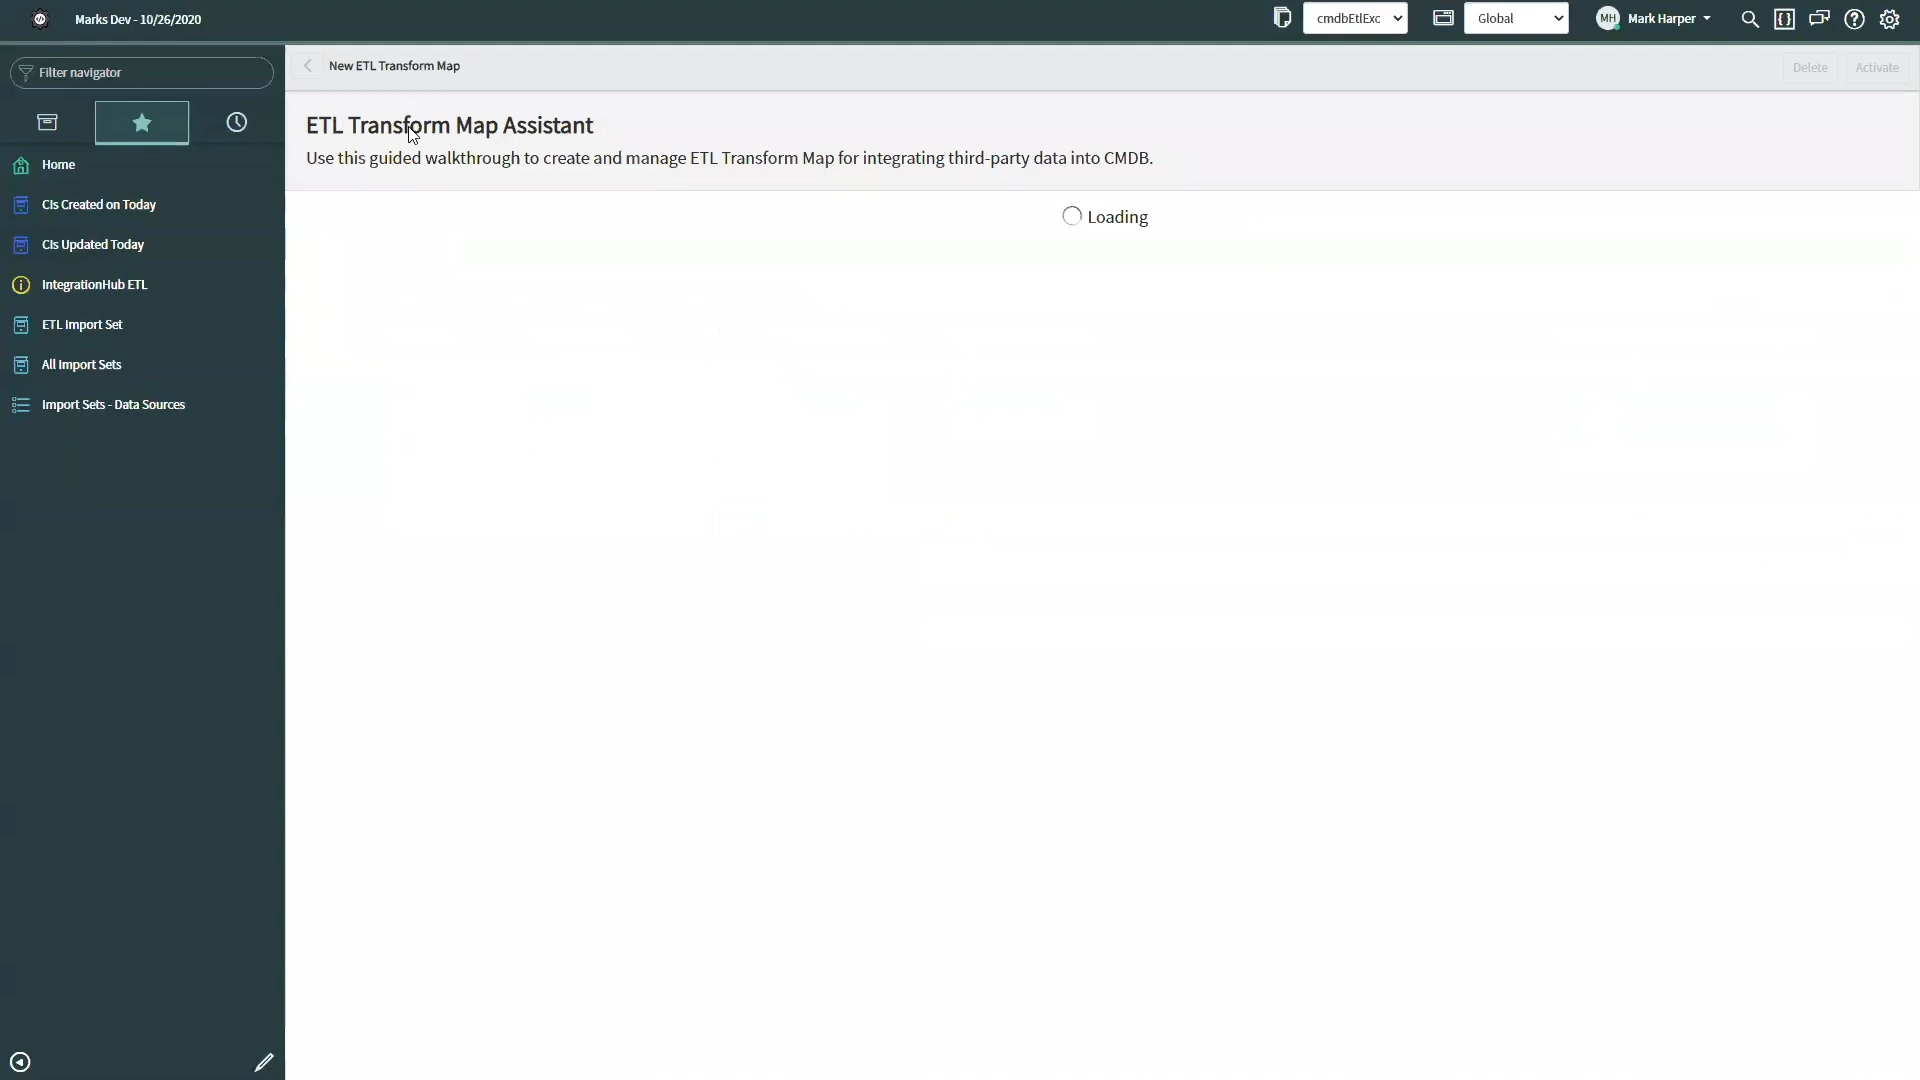 Marks Dev - 10/26/2020
cmdbEtlExc
Global
MH
Mark Harper
Filter navigator
New ETL Transform Map
Delete
Activate
ETL Transform Map Assistant
Use this guided walkthrough to create and manage ETL Transform Map for integrating third-party data into CMDB.
Loading
Home
CIs Created on Today
CIs Updated Today
IntegrationHub ETL
ETL Import Set
All Import Sets
Import Sets - Data Sources